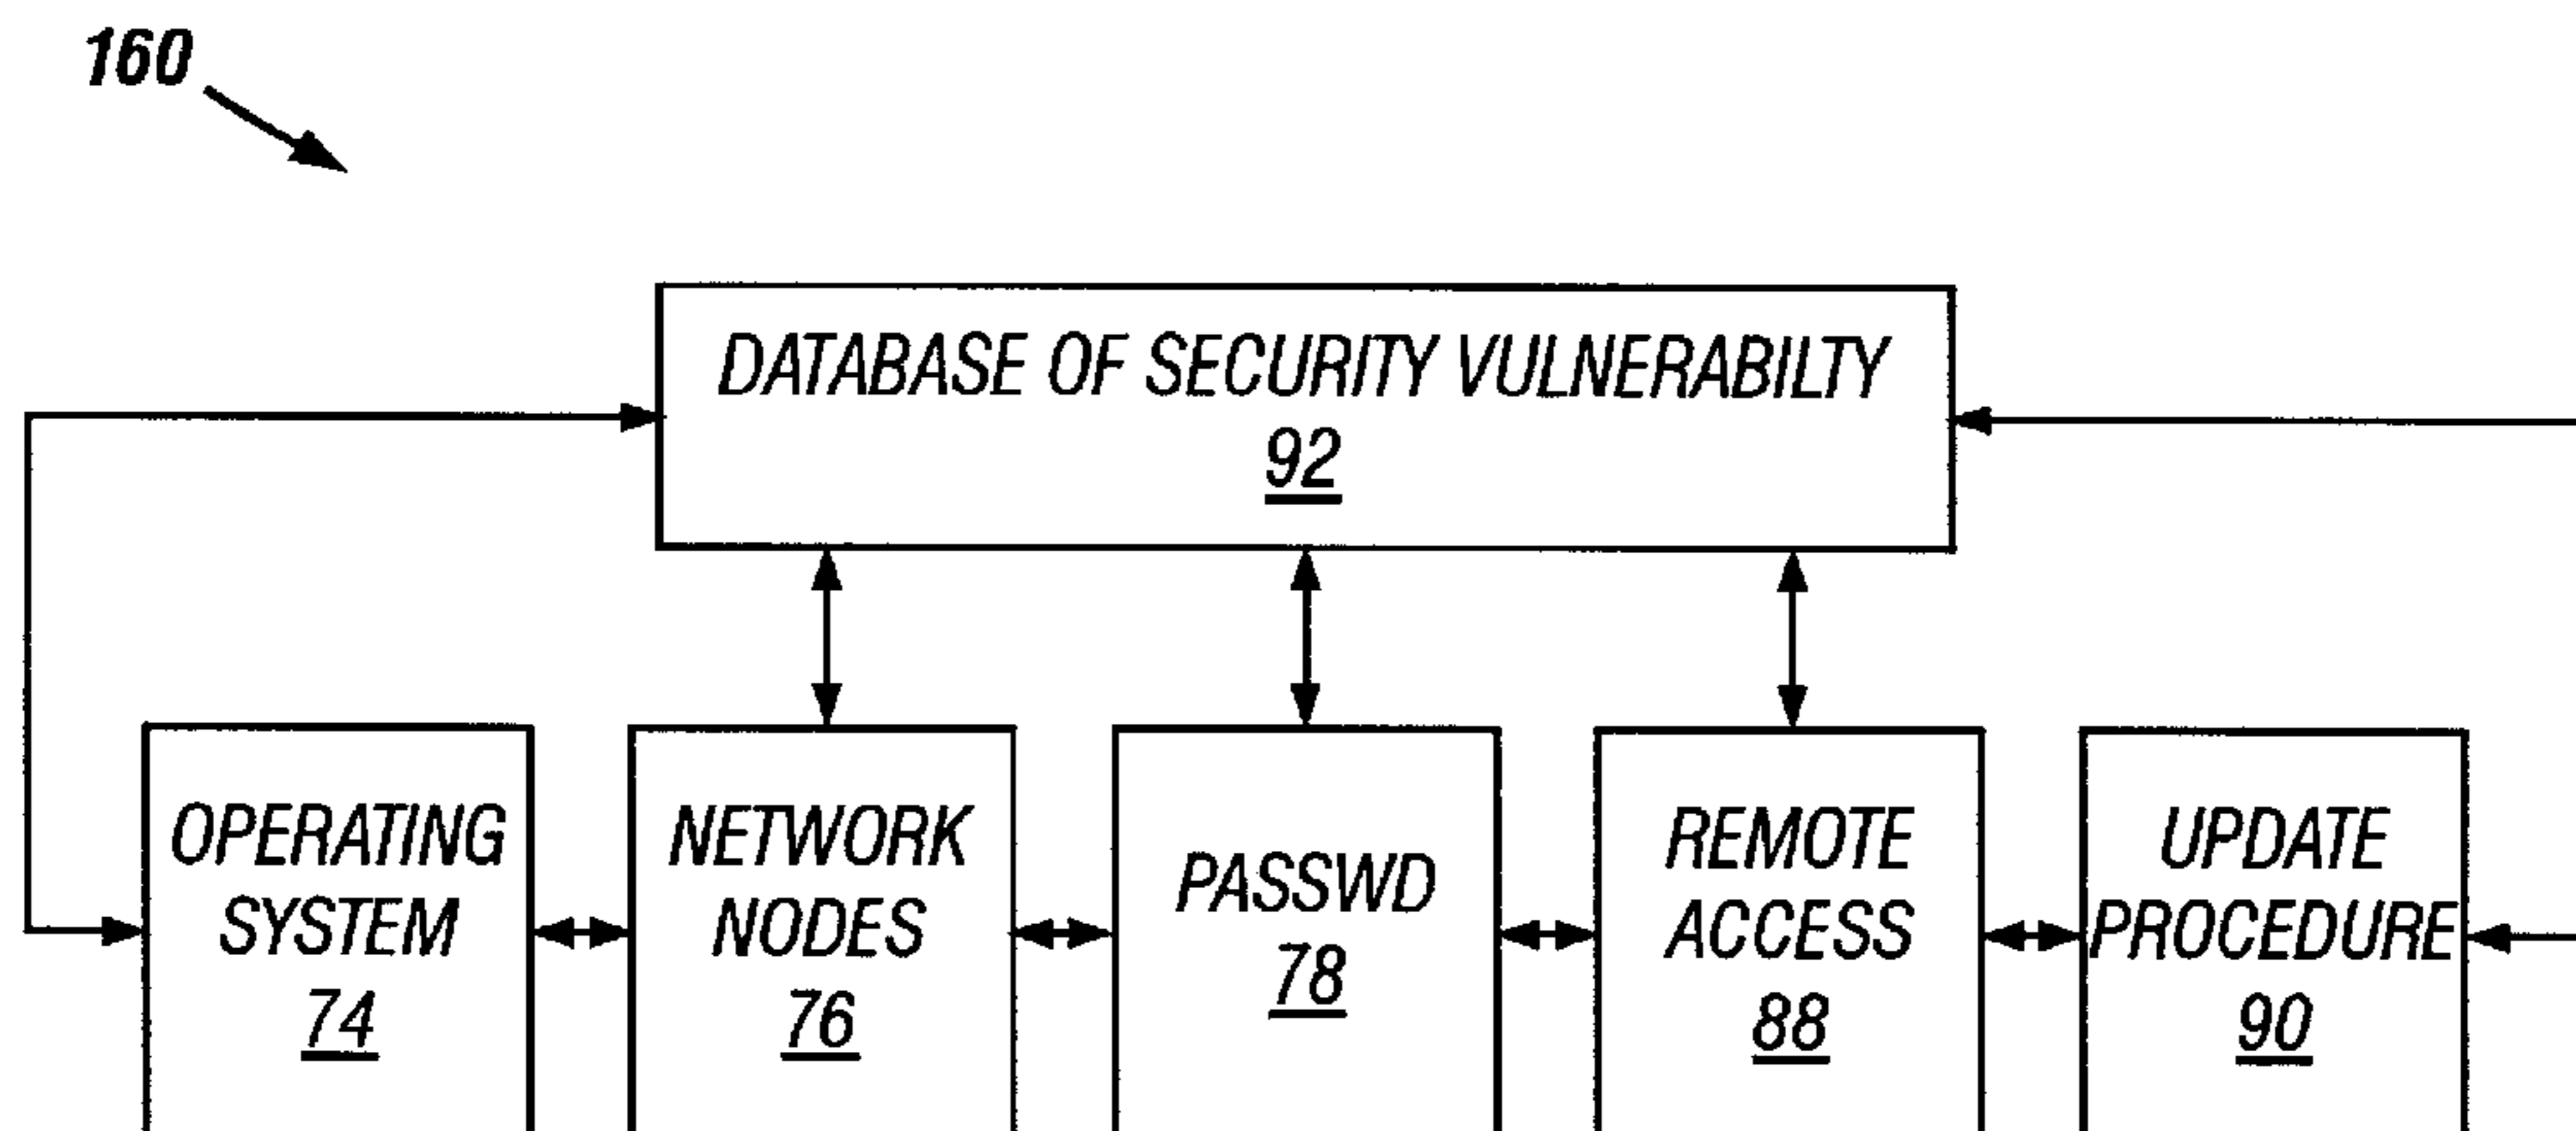 160
DATABASE OF SECURITY VULNERABILTY
92
OPERATING
SYSTEM
74
NETWORK
NODES
76
PASSWD
78
REMOTE
ACCESS
88
UPDATE
PROCEDURE
90